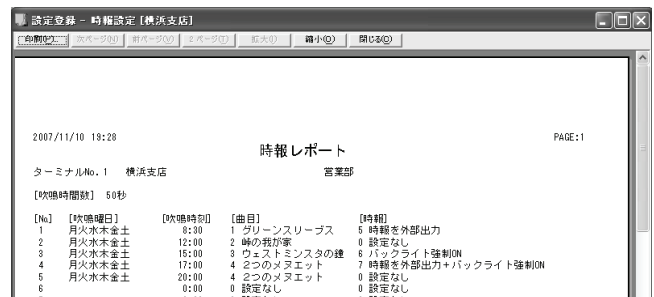 設定登録 - 時報設定 [横浜支店]
印刷(P)... 次ページ(N) 前ページ(V) 2ページ(T) 拡大(I) 縮小(O) 閉じる(C)
2007/11/10 19:28 PAGE:1
時報レポート
ターミナルNo. 1 横浜支店 営業部
[吹鳴時間数] 50秒
[No.] [吹鳴曜日] [吹鳴時刻] [曲目] [時報]
1 月火水木金土 8:30 1 グリーンスリーブス 5 時報を外部出力
2 月火水木金土 12:00 2 峠の我が家 0 設定なし
3 月火水木金土 15:00 3 ウェストミンスタの鐘 6 バックライト強制ON
4 月火水木金土 17:00 4 2つのメヌエット 7 時報を外部出力+バックライト強制ON
5 月火水木金土 20:00 4 2つのメヌエット 0 設定なし
6 0:00 0 設定なし 0 設定なし